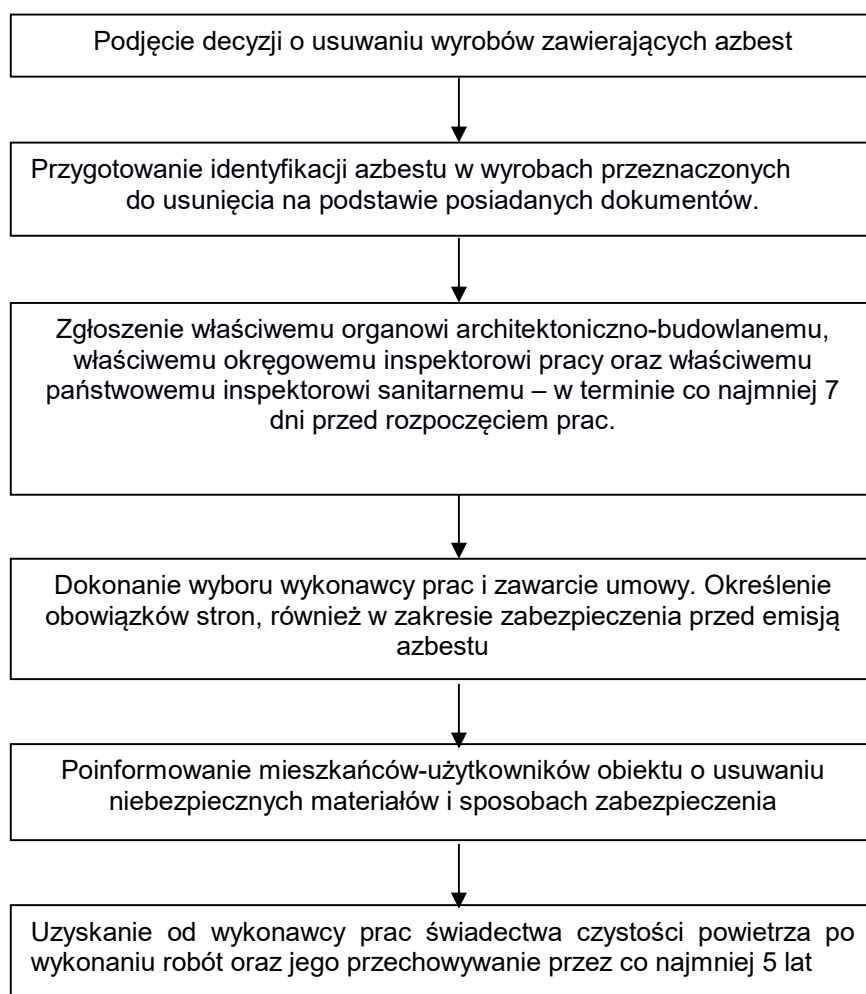 Podjęcie decyzji o usuwaniu wyrobów zawierających azbest
Przygotowanie identyfikacji azbestu w wyrobach przeznaczonych
do usunięcia na podstawie posiadanych dokumentów.
Zgłoszenie właściwemu organowi architektoniczno-budowlanemu,
właściwemu okręgowemu inspektorowi pracy oraz właściwemu
państwowemu inspektorowi sanitarnemu – w terminie co najmniej 7
dni przed rozpoczęciem prac.
Dokonanie wyboru wykonawcy prac i zawarcie umowy. Określenie
obowiązków stron, również w zakresie zabezpieczenia przed emisją
azbestu
Poinformowanie mieszkańców-użytkowników obiektu o usuwaniu
niebezpiecznych materiałów i sposobach zabezpieczenia
Uzyskanie od wykonawcy prac świadectwa czystości powietrza po
wykonaniu robót oraz jego przechowywanie przez co najmniej 5 lat